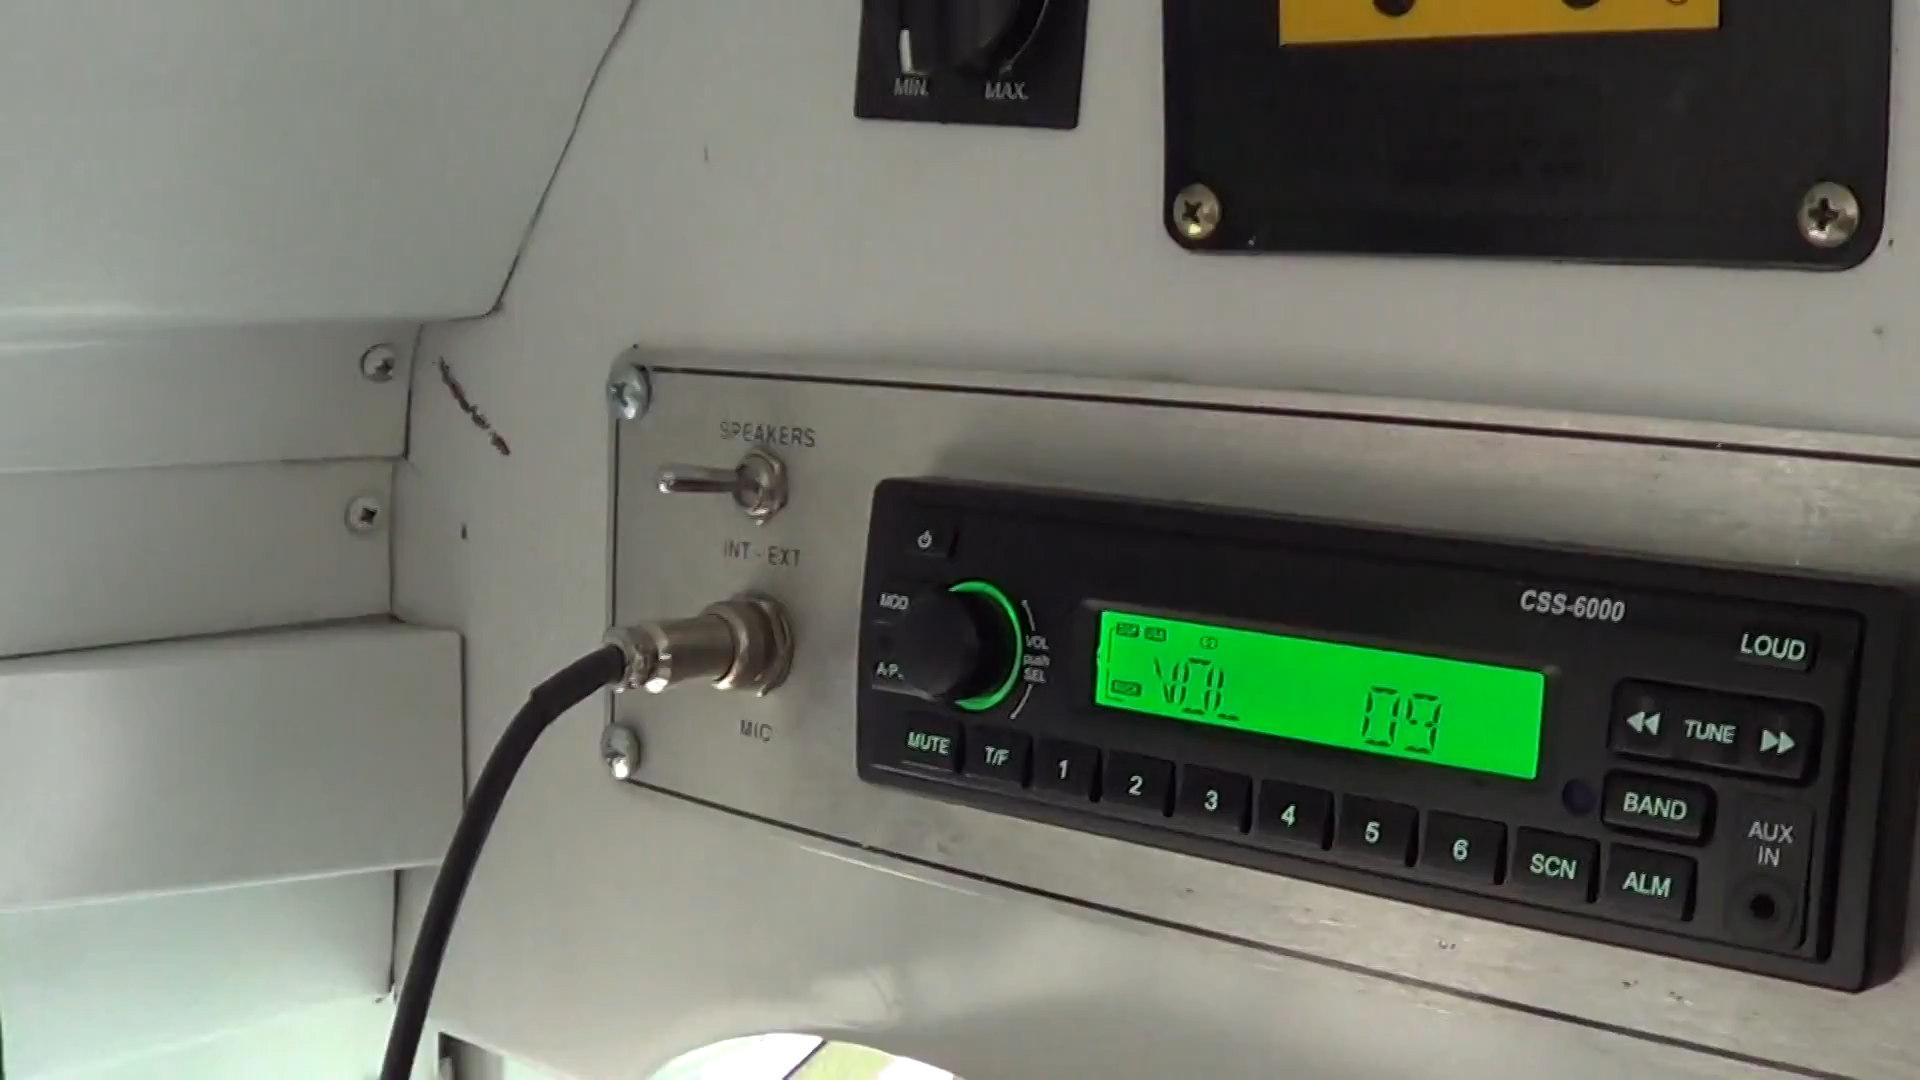 MIN. MAX.
SPEAKERS
INT - EXT
MIC
CSS-6000
LOUD
VOL
push
SEL
VOL 09
TUNE
MUTE
T/F
1
2
3
4
5
6
SCN
ALM
BAND
AUX
IN